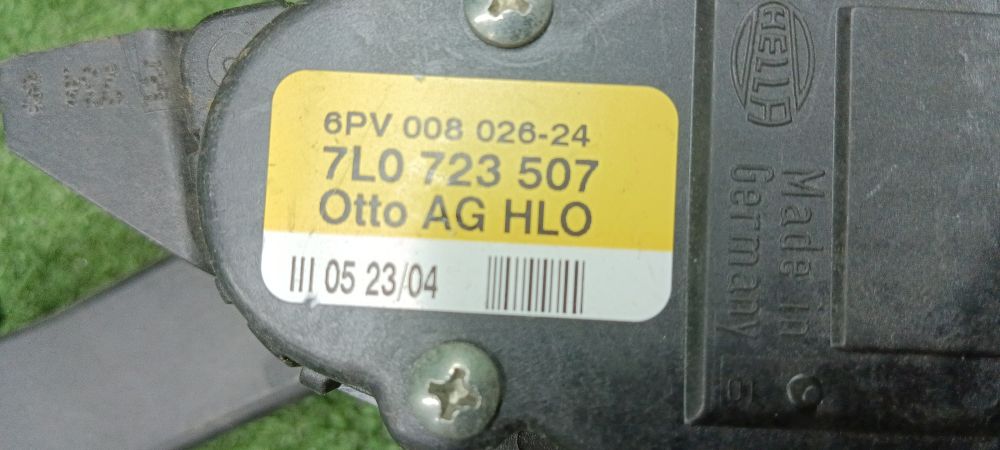 6PV 008 026-24
7L0 723 507
Otto AG HLO
III 05 23/04
HELLA
Made in
Germany